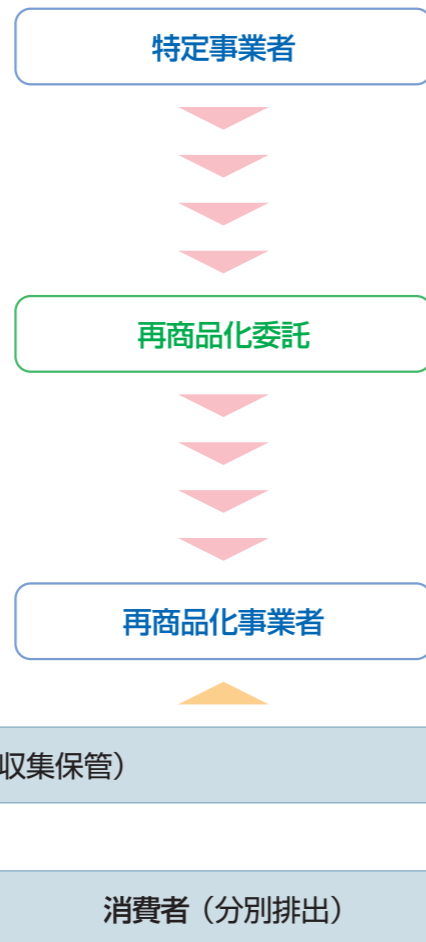 特定事業者
再商品化委託
再商品化事業者
収集保管）
消費者（分別排出）